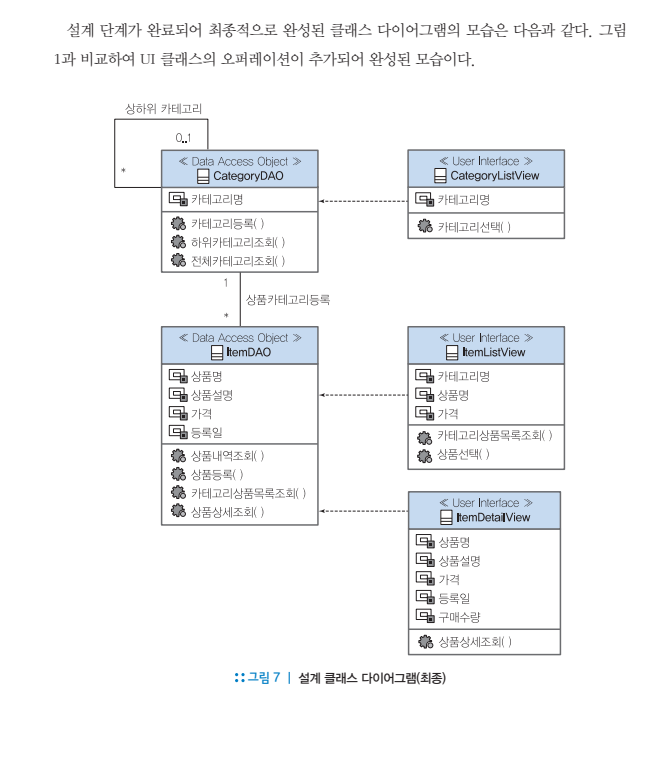 설계 단계가 완료되어 최종적으로 완성된 클래스 다이어그램의 모습은 다음과 같다. 그림
1과 비교하여 UI 클래스의 오퍼레이션이 추가되어 완성된 모습이다.
상하위 카테고리
0..1
*
≪ Data Access Object ≫
CategoryDAO
카테고리명
카테고리등록( )
하위카테고리조회( )
전체카테고리조회( )
≪ User Interface ≫
CategoryListView
카테고리명
카테고리선택( )
1
상품카테고리등록
*
≪ Data Access Object ≫
ItemDAO
상품명
상품설명
가격
등록일
상품내역조회( )
상품등록( )
카테고리상품목록조회( )
상품상세조회( )
≪ User Interface ≫
ItemListView
카테고리명
상품명
가격
카테고리상품목록조회( )
상품선택( )
≪ User Interface ≫
ItemDetailView
상품명
상품설명
가격
등록일
구매수량
상품상세조회( )
::그림 7 | 설계 클래스 다이어그램(최종)